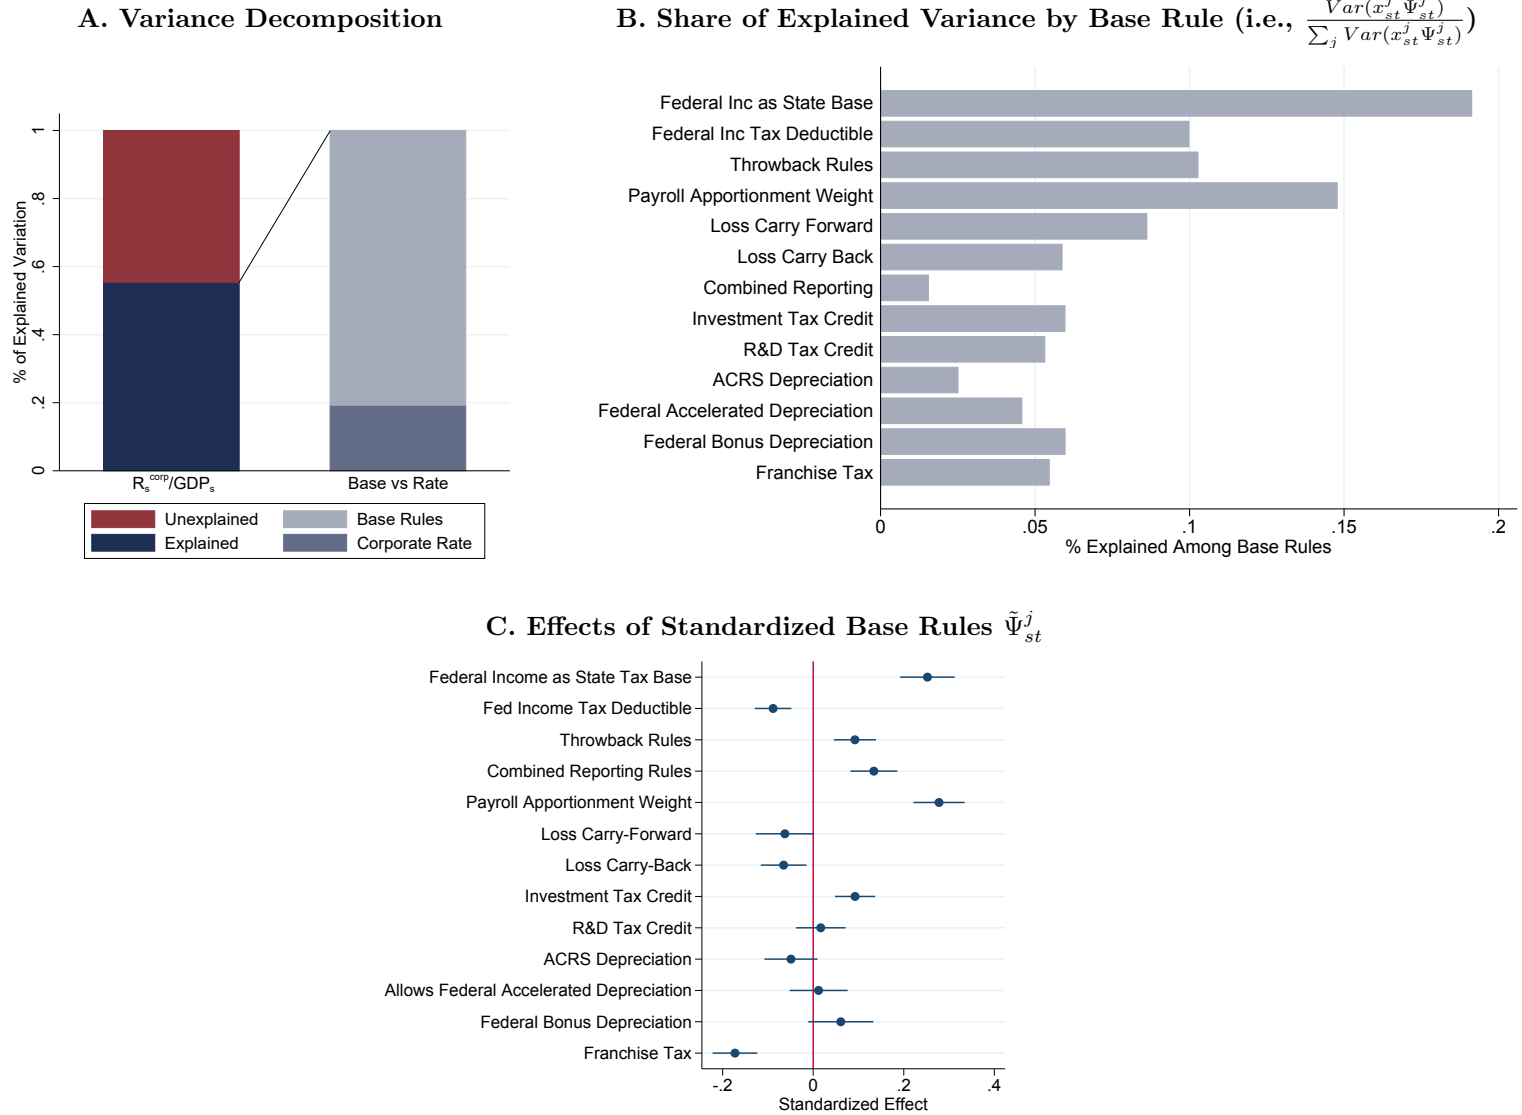 A. Variance Decomposition
% of Explained Variation
1
.8
.6
.4
.2
0
R_s^corp/GDP_s
Base vs Rate
Unexplained
Base Rules
Explained
Corporate Rate
B. Share of Explained Variance by Base Rule (i.e., Var(x_st^j Ψ_st^j) / ∑_j Var(x_st^j Ψ_st^j))
Federal Inc as State Base
Federal Inc Tax Deductible
Throwback Rules
Payroll Apportionment Weight
Loss Carry Forward
Loss Carry Back
Combined Reporting
Investment Tax Credit
R&D Tax Credit
ACRS Depreciation
Federal Accelerated Depreciation
Federal Bonus Depreciation
Franchise Tax
0 .05 .1 .15 .2
% Explained Among Base Rules
C. Effects of Standardized Base Rules Ψ̃_st^j
Federal Income as State Tax Base
Fed Income Tax Deductible
Throwback Rules
Combined Reporting Rules
Payroll Apportionment Weight
Loss Carry-Forward
Loss Carry-Back
Investment Tax Credit
R&D Tax Credit
ACRS Depreciation
Allows Federal Accelerated Depreciation
Federal Bonus Depreciation
Franchise Tax
-.2 0 .2 .4
Standardized Effect